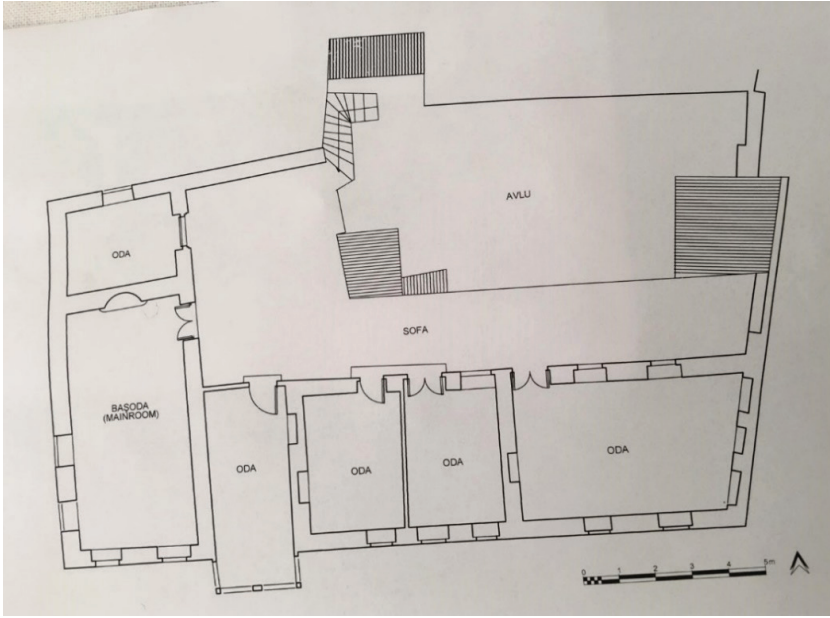 AVLU
ODA
SOFA
BAŞODA
(MAINROOM)
ODA
ODA
ODA
ODA
0 1 2 3 4 5m